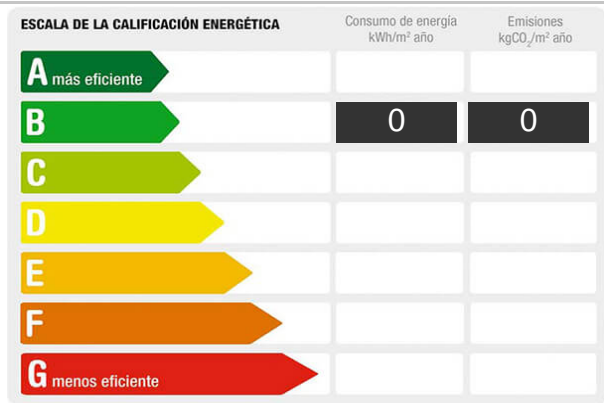 ESCALA DE LA CALIFICACIÓN ENERGÉTICA
Consumo de energía
kWh/m² año
Emisiones
kgCO₂/m² año
A más eficiente
B 0 0
C
D
E
F
G menos eficiente